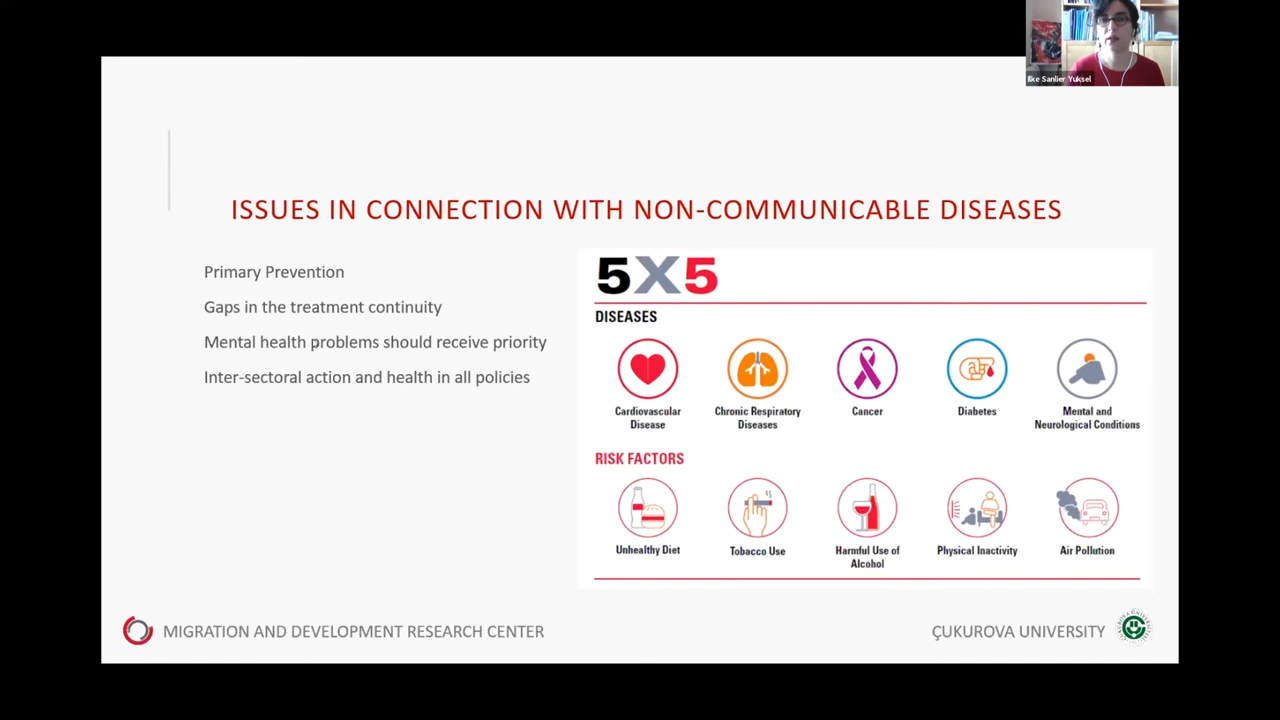 Ilke Sanlier Yuksel
ISSUES IN CONNECTION WITH NON-COMMUNICABLE DISEASES
Primary Prevention
Gaps in the treatment continuity
Mental health problems should receive priority
Inter-sectoral action and health in all policies
5X5
DISEASES
Cardiovascular
Disease
Chronic Respiratory
Diseases
Cancer
Diabetes
Mental and
Neurological Conditions
RISK FACTORS
Unhealthy Diet
Tobacco Use
Harmful Use of
Alcohol
Physical Inactivity
Air Pollution
MIGRATION AND DEVELOPMENT RESEARCH CENTER
ÇUKUROVA UNIVERSITY